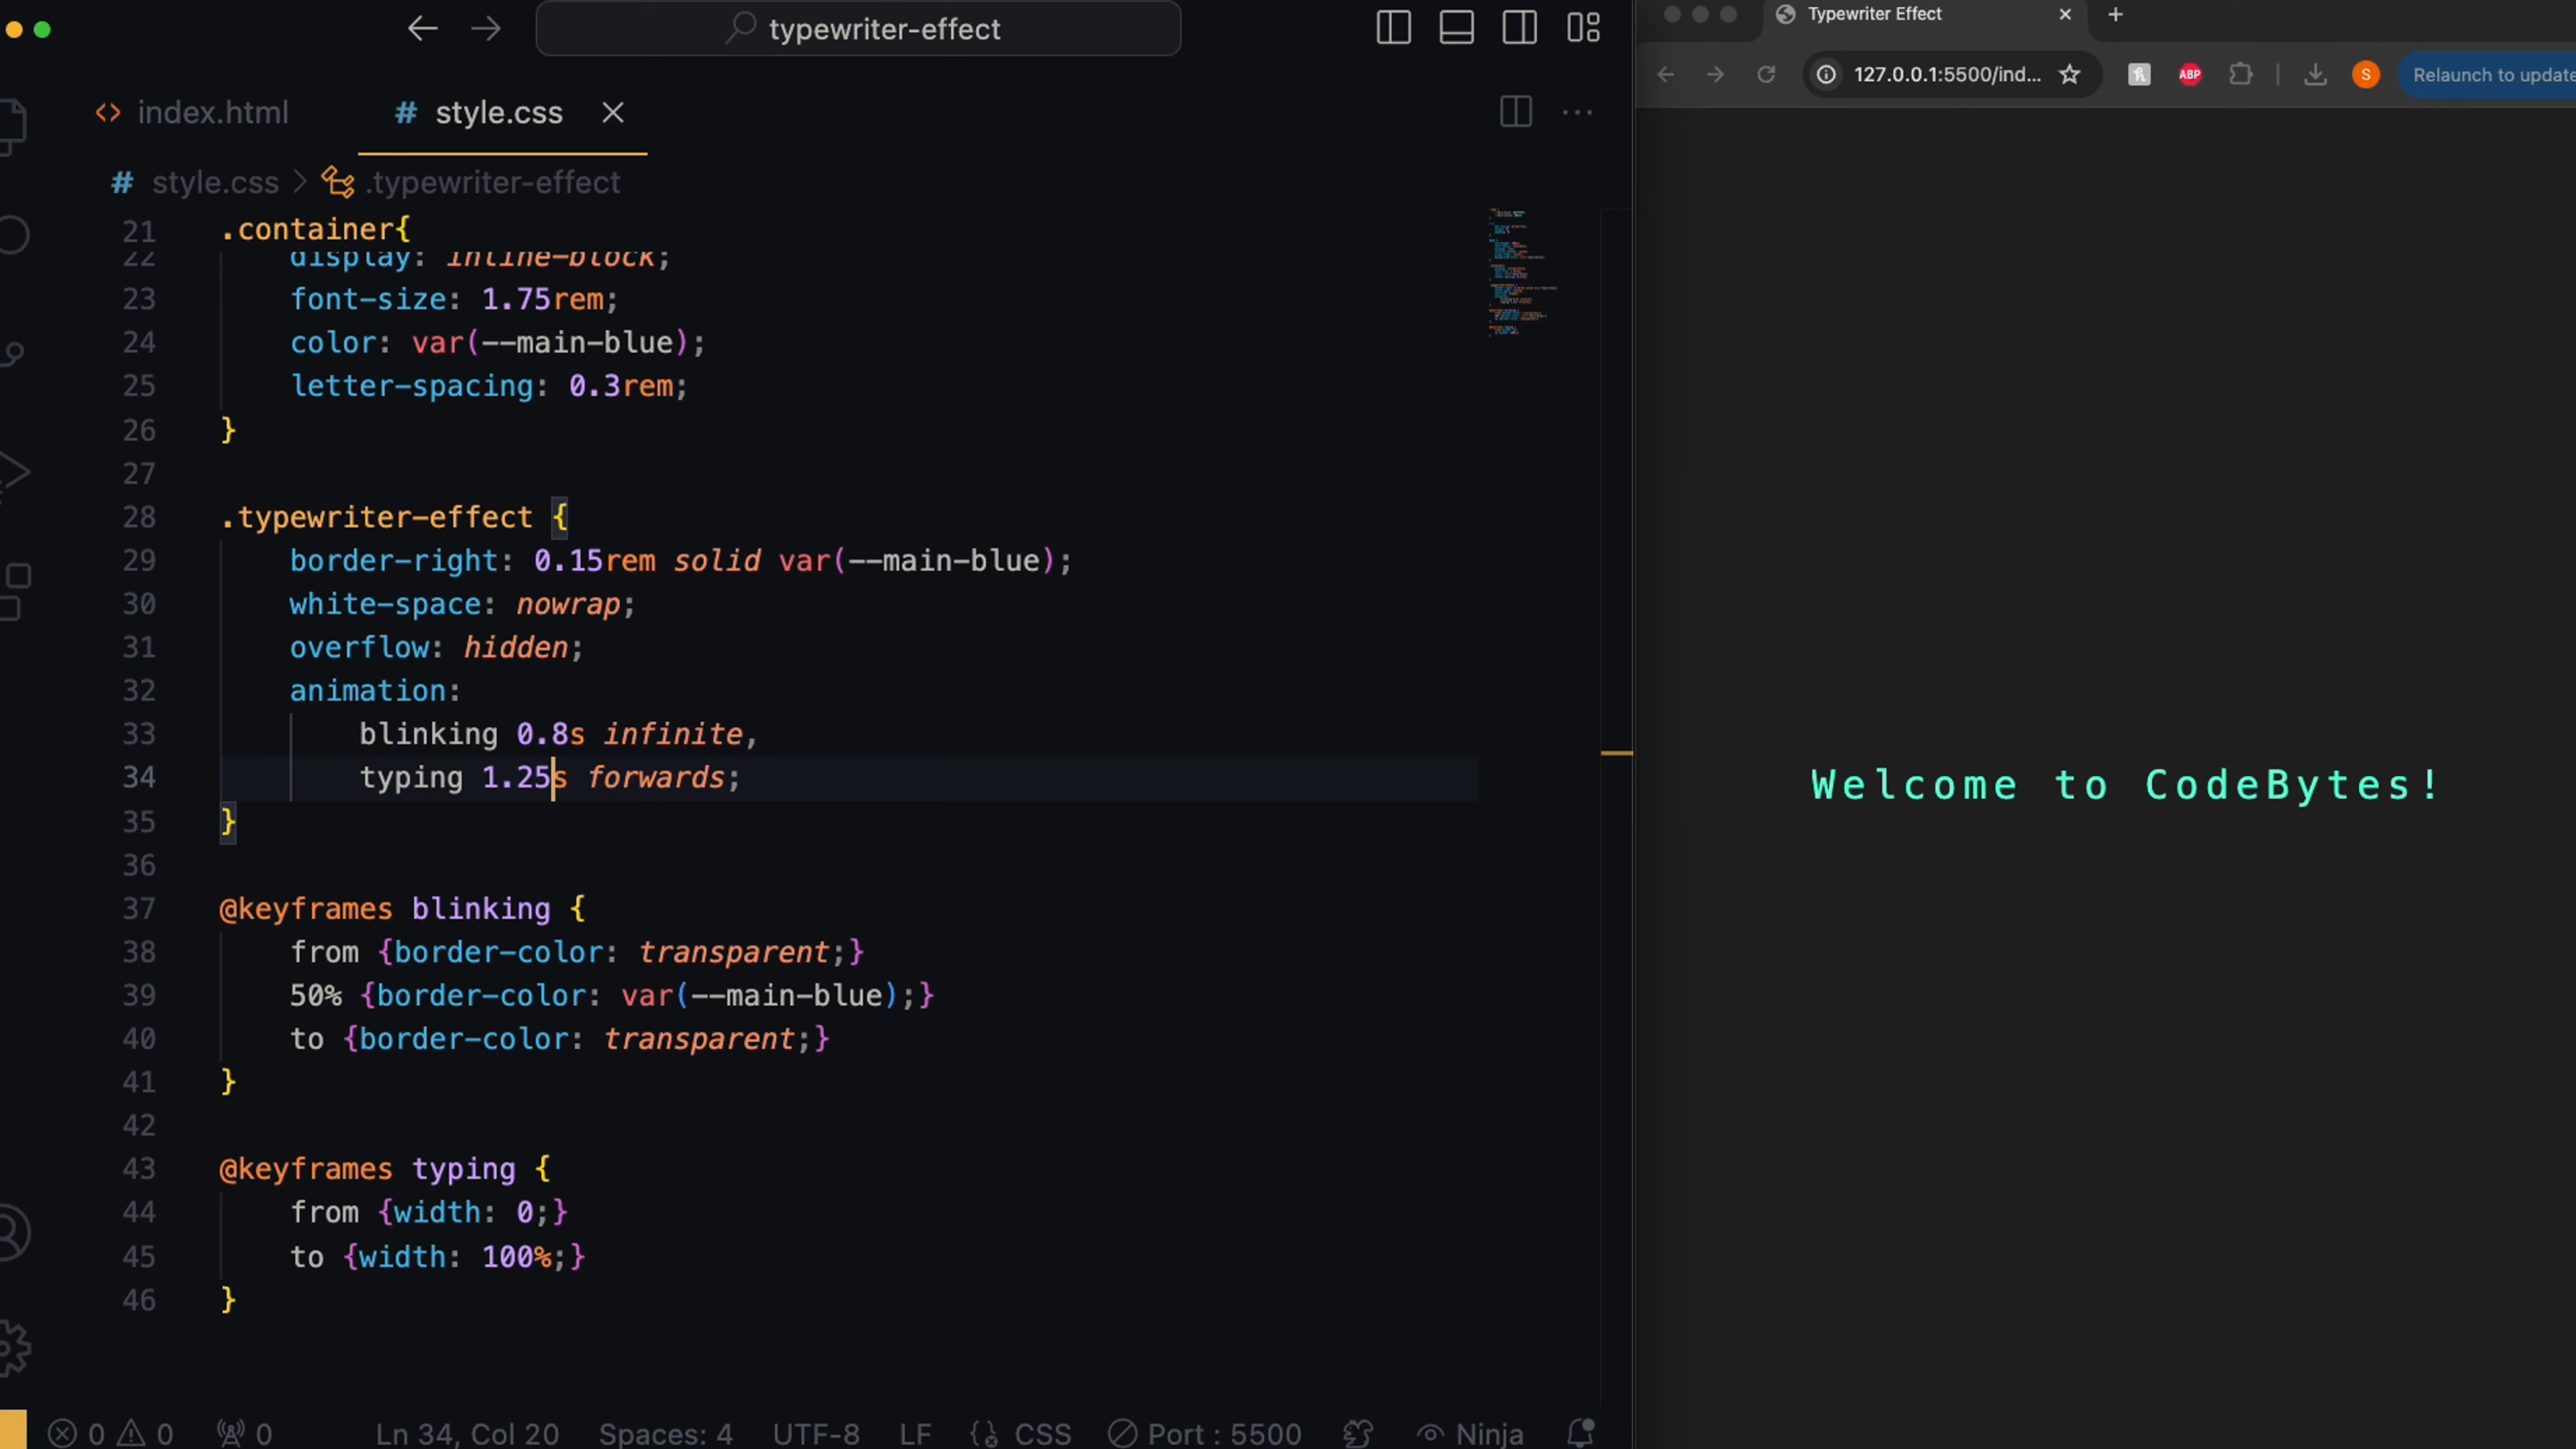 typewriter-effect
index.html
style.css
style.css > .typewriter-effect
21 .container{
22 display: inline-block;
23 font-size: 1.75rem;
24 color: var(--main-blue);
25 letter-spacing: 0.3rem;
26 }
27
28 .typewriter-effect {
29 border-right: 0.15rem solid var(--main-blue);
30 white-space: nowrap;
31 overflow: hidden;
32 animation:
33 blinking 0.8s infinite,
34 typing 1.25s forwards;
35 }
36
37 @keyframes blinking {
38 from {border-color: transparent;}
39 50% {border-color: var(--main-blue);}
40 to {border-color: transparent;}
41 }
42
43 @keyframes typing {
44 from {width: 0;}
45 to {width: 100%;}
46 }
0 0 0 Ln 34, Col 20 Spaces: 4 UTF-8 LF CSS Port : 5500 Ninja
Typewriter Effect
127.0.0.1:5500/ind...
ABP
S
Relaunch to update
Welcome to CodeBytes!